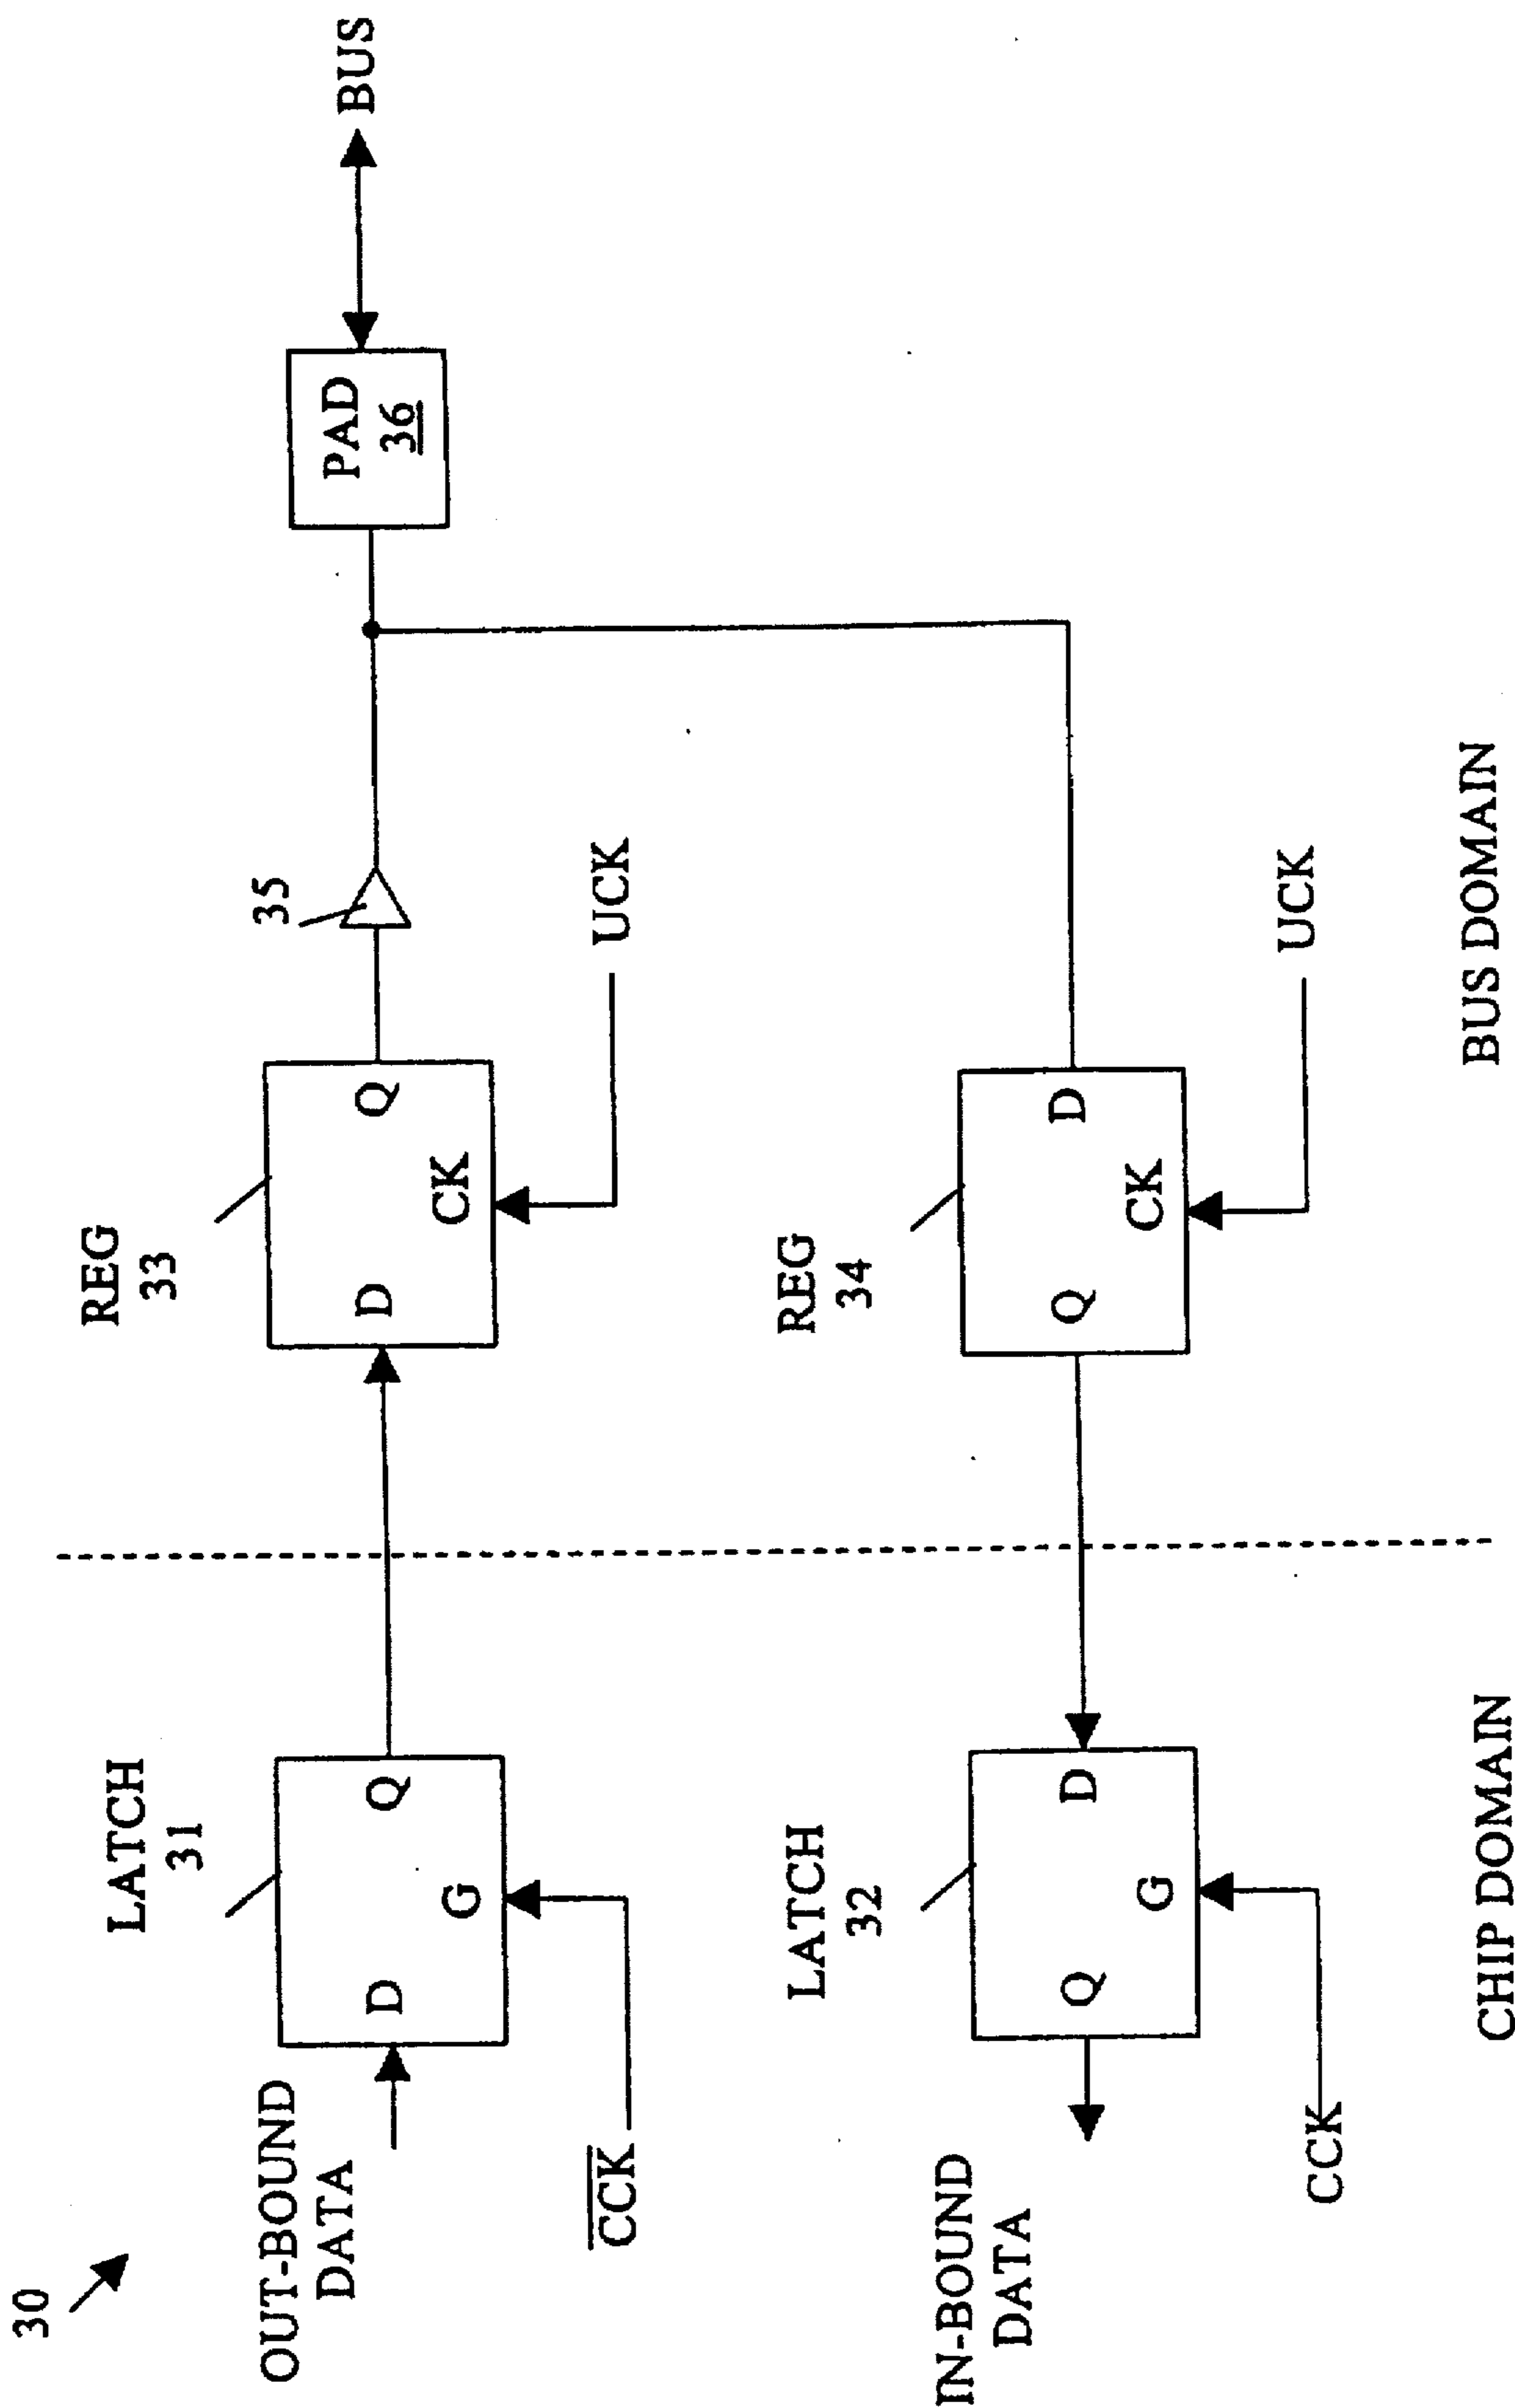 30
OUT-BOUND
DATA
D
Q
G
LATCH
31
CCK
REG
33
D
Q
CK
UCK
35
PAD
36
BUS
IN-BOUND
DATA
Q
D
G
LATCH
32
CCK
REG
34
Q
D
CK
UCK
CHIP DOMAIN
BUS DOMAIN